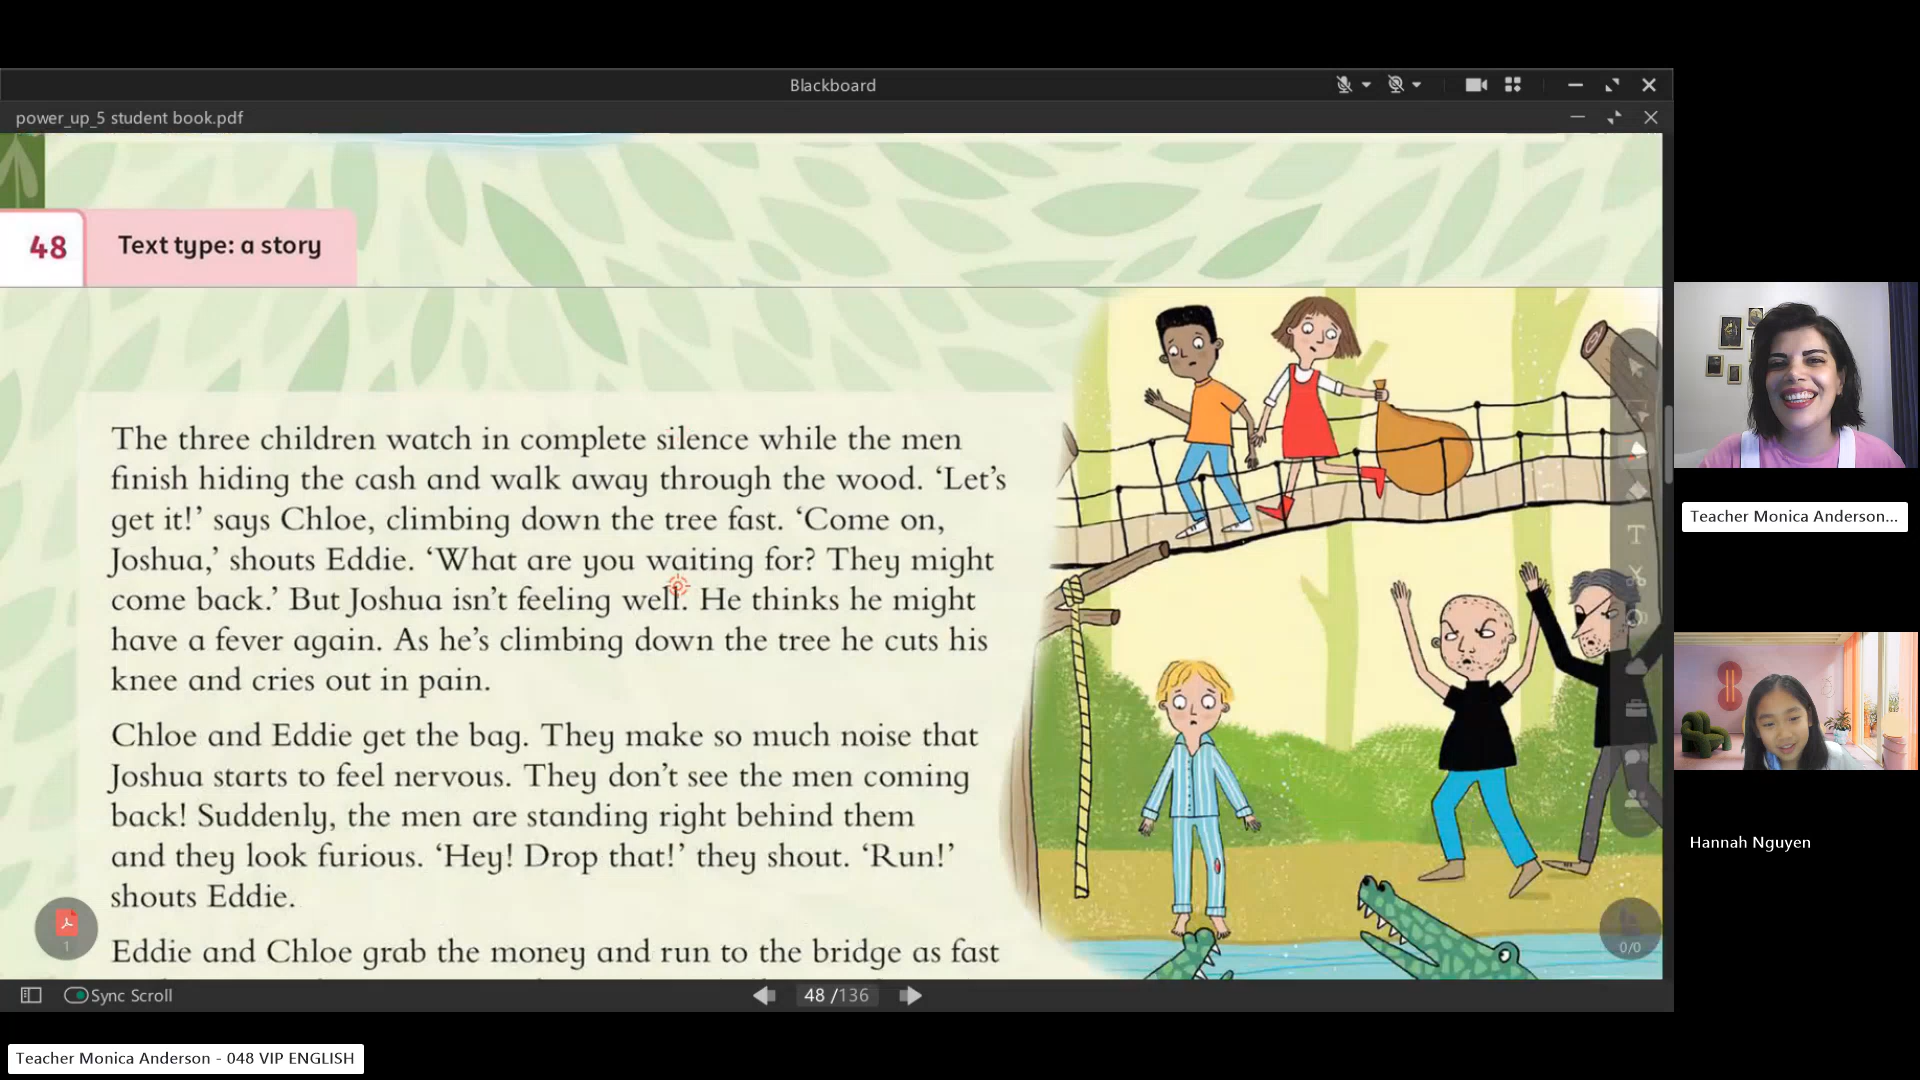 Blackboard
power_up_5 student book.pdf
48
Text type: a story
The three children watch in complete silence while the men
finish hiding the cash and walk away through the wood. ‘Let’s
get it!’ says Chloe, climbing down the tree fast. ‘Come on,
Joshua,’ shouts Eddie. ‘What are you waiting for? They might
come back.’ But Joshua isn’t feeling well. He thinks he might
have a fever again. As he’s climbing down the tree he cuts his
knee and cries out in pain.
Chloe and Eddie get the bag. They make so much noise that
Joshua starts to feel nervous. They don’t see the men coming
back! Suddenly, the men are standing right behind them
and they look furious. ‘Hey! Drop that!’ they shout. ‘Run!’
shouts Eddie.
Eddie and Chloe grab the money and run to the bridge as fast
1
0/0
Sync Scroll
48 /136
Teacher Monica Anderson...
Hannah Nguyen
Teacher Monica Anderson - 048 VIP ENGLISH